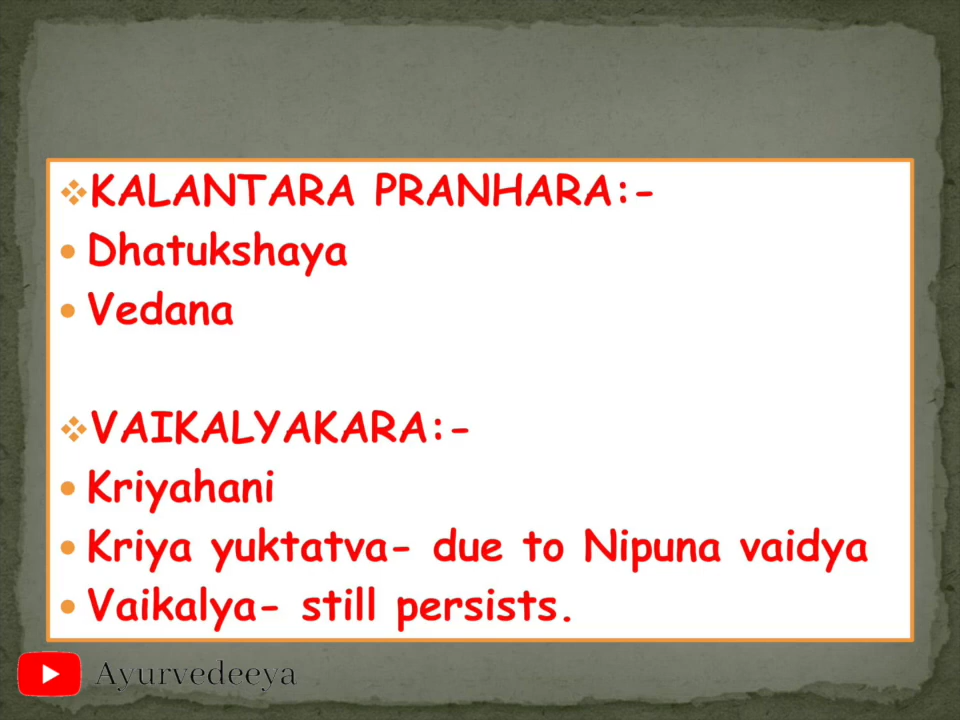 ❖KALANTARA PRANHARA:-
• Dhatukshaya
• Vedana
❖VAIKALYAKARA:-
• Kriyahani
• Kriya yuktatva- due to Nipuna vaidya
• Vaikalya- still persists.
Ayurvedeeya